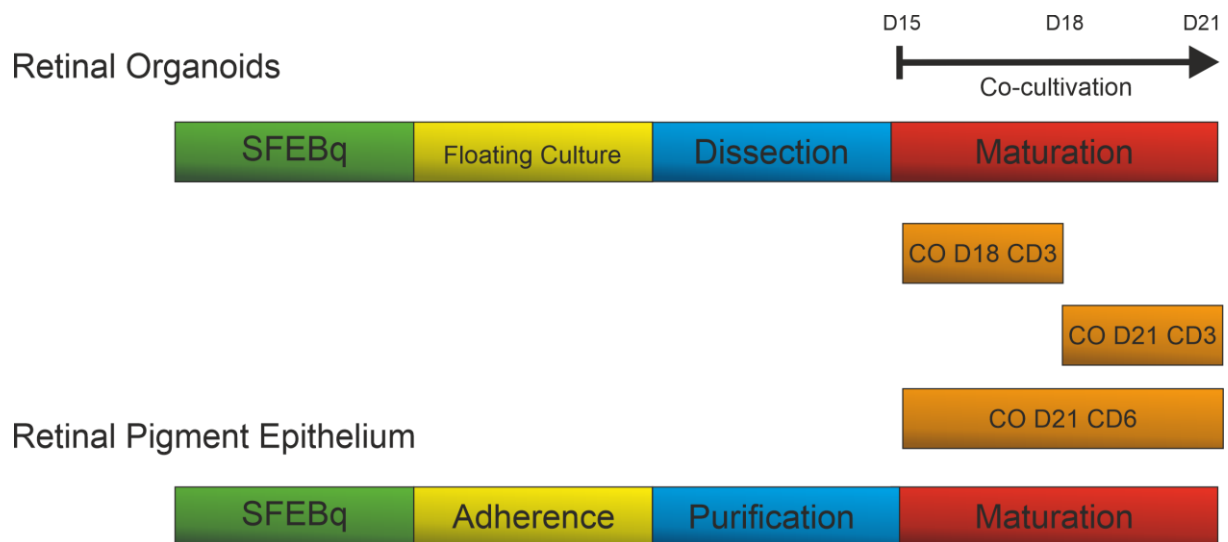 D15 D18 D21
Retinal Organoids
Co-cultivation
SFEBq Floating Culture Dissection Maturation
CO D18 CD3
CO D21 CD3
CO D21 CD6
Retinal Pigment Epithelium
SFEBq Adherence Purification Maturation